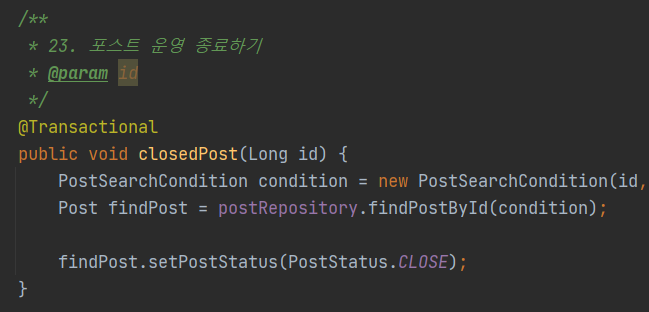 /**
 * 23. 포스트 운영 종료하기
 * @param id
 */
@Transactional
public void closedPost(Long id) {
    PostSearchCondition condition = new PostSearchCondition(id,
    Post findPost = postRepository.findPostById(condition);
    findPost.setPostStatus(PostStatus.CLOSE);
}